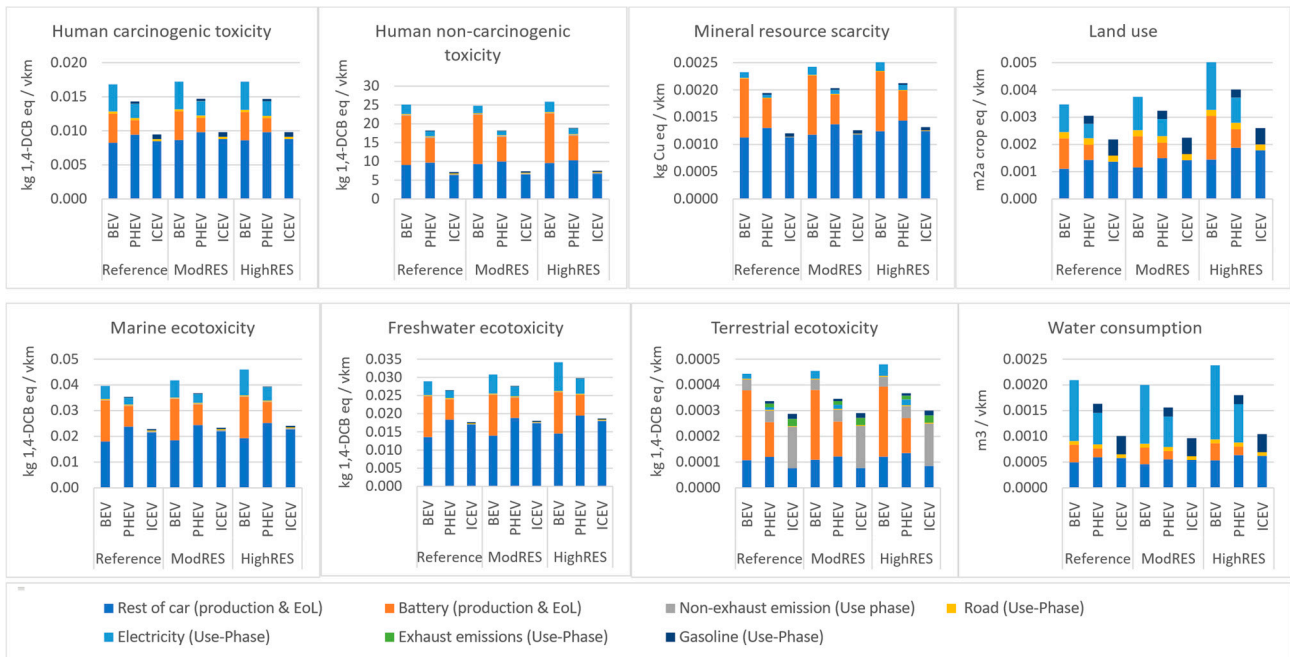 Human carcinogenic toxicity
kg 1,4-DCB eq / vkm
0.020
0.015
0.010
0.005
0.000
BEV
PHEV
ICEV
BEV
PHEV
ICEV
BEV
PHEV
ICEV
Reference ModRES HighRES
Human non-carcinogenic
toxicity
kg 1,4-DCB eq / vkm
30
25
20
15
10
5
0
BEV
PHEV
ICEV
BEV
PHEV
ICEV
BEV
PHEV
ICEV
Reference ModRES HighRES
Mineral resource scarcity
kg Cu eq / vkm
0.0025
0.0020
0.0015
0.0010
0.0005
0.0000
BEV
PHEV
ICEV
BEV
PHEV
ICEV
BEV
PHEV
ICEV
Reference ModRES HighRES
Land use
m2a crop eq / vkm
0.005
0.004
0.003
0.002
0.001
0.000
BEV
PHEV
ICEV
BEV
PHEV
ICEV
BEV
PHEV
ICEV
Reference ModRES HighRES
Marine ecotoxicity
kg 1,4-DCB eq / vkm
0.05
0.04
0.03
0.02
0.01
0.00
BEV
PHEV
ICEV
BEV
PHEV
ICEV
BEV
PHEV
ICEV
Reference ModRES HighRES
Freshwater ecotoxicity
kg 1,4-DCB eq / vkm
0.035
0.030
0.025
0.020
0.015
0.010
0.005
0.000
BEV
PHEV
ICEV
BEV
PHEV
ICEV
BEV
PHEV
ICEV
Reference ModRES HighRES
Terrestrial ecotoxicity
kg 1,4-DCB eq / vkm
0.0005
0.0004
0.0003
0.0002
0.0001
0.0000
BEV
PHEV
ICEV
BEV
PHEV
ICEV
BEV
PHEV
ICEV
Reference ModRES HighRES
Water consumption
m3 / vkm
0.0025
0.0020
0.0015
0.0010
0.0005
0.0000
BEV
PHEV
ICEV
BEV
PHEV
ICEV
BEV
PHEV
ICEV
Reference ModRES HighRES
Rest of car (production & EoL) Battery (production & EoL) Non-exhaust emission (Use phase) Road (Use-Phase)
Electricity (Use-Phase) Exhaust emissions (Use-Phase) Gasoline (Use-Phase)